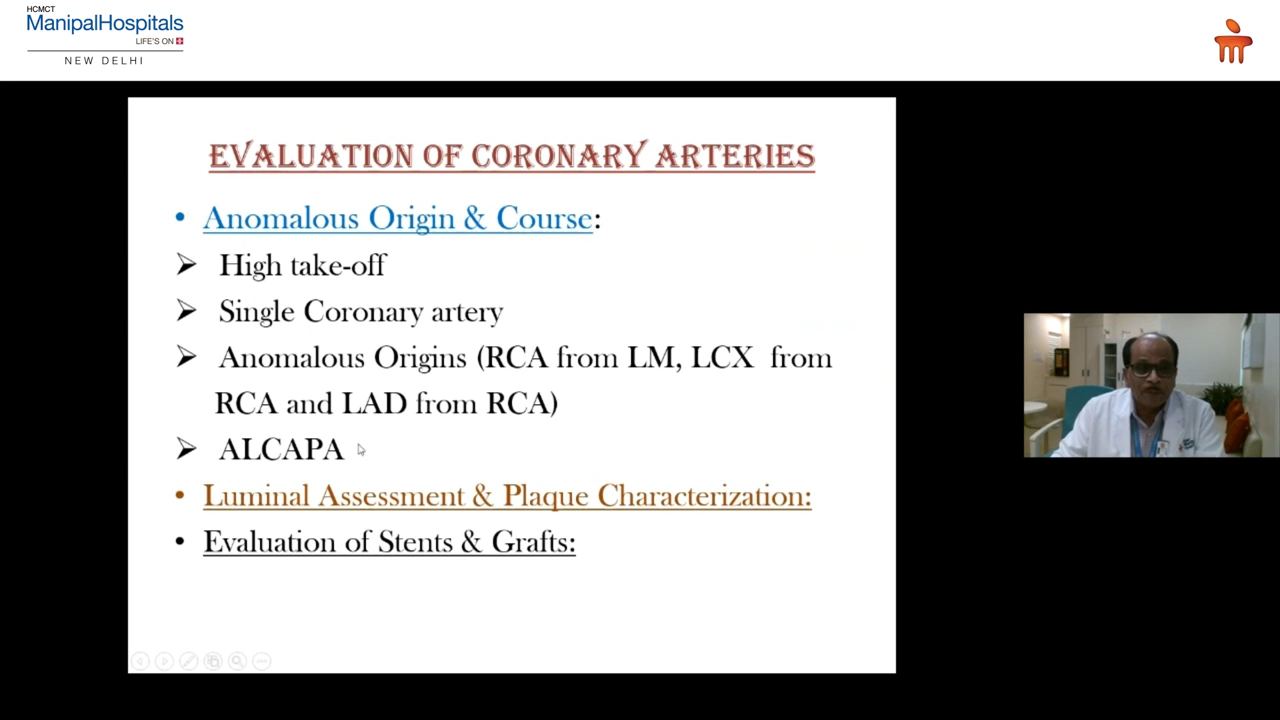 HCMCT
ManipalHospitals
LIFE'S ON
NEW DELHI
EVALUATION OF CORONARY ARTERIES
• Anomalous Origin & Course:
➢ High take-off
➢ Single Coronary artery
➢ Anomalous Origins (RCA from LM, LCX from
RCA and LAD from RCA)
➢ ALCAPA
• Luminal Assessment & Plaque Characterization:
• Evaluation of Stents & Grafts: